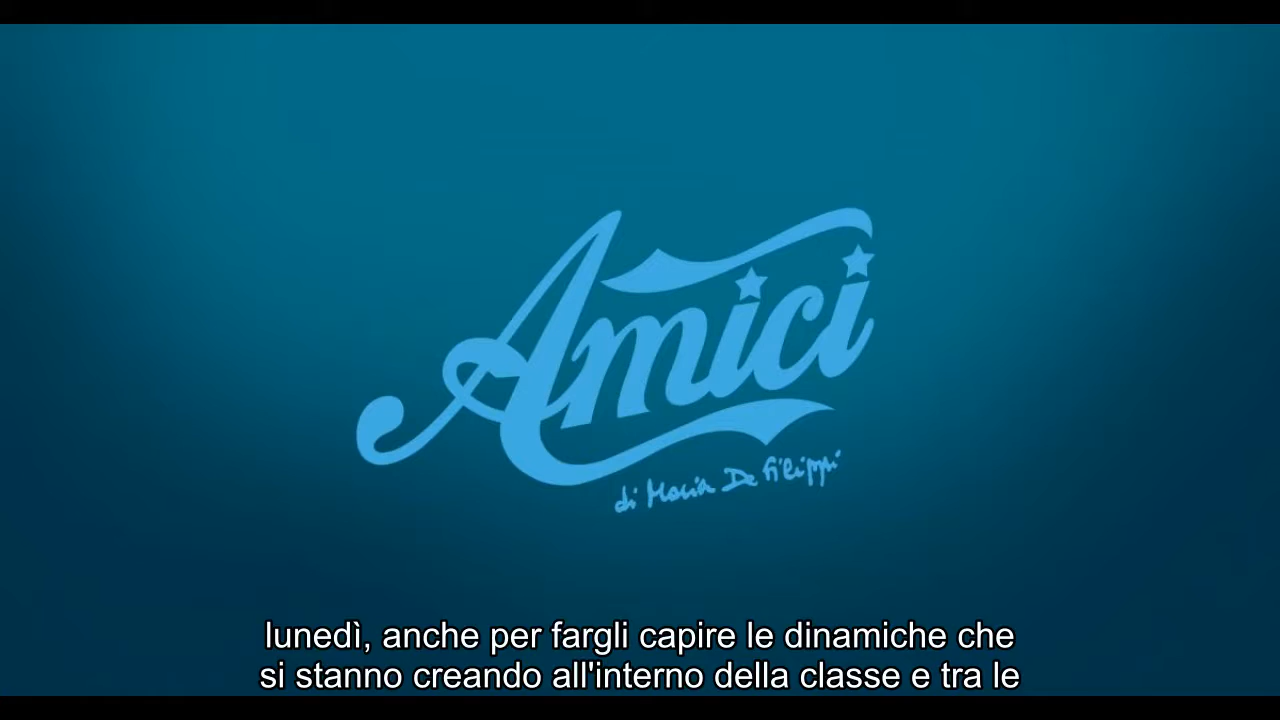 Amici
di Maria De Filippi
lunedì, anche per fargli capire le dinamiche che
si stanno creando all'interno della classe e tra le